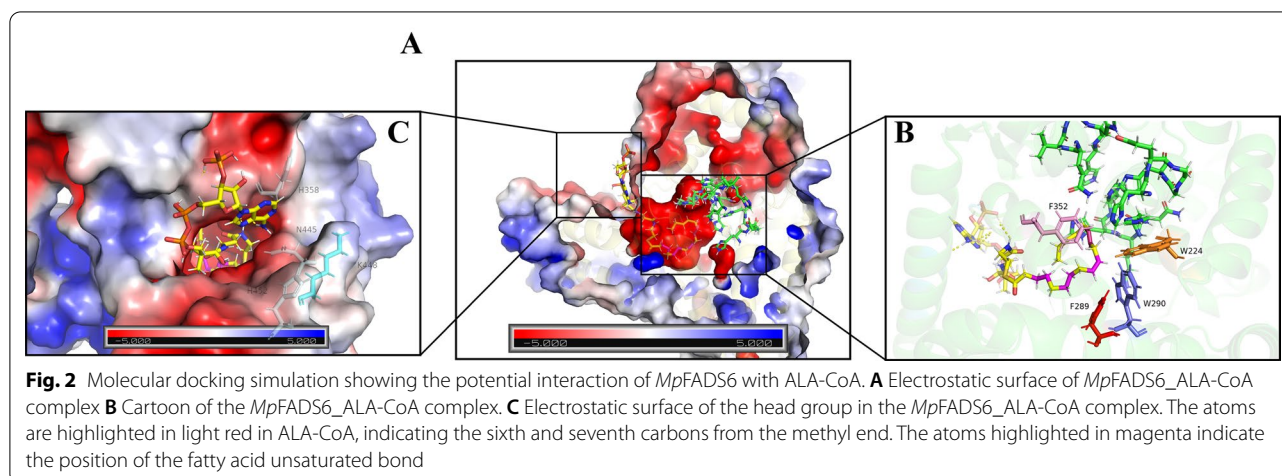 A
C
H358
N445
K448
-5.000
5.000
-5.000
5.000
B
F352
W224
W290
F289
Fig. 2 Molecular docking simulation showing the potential interaction of MpFADS6 with ALA-CoA. A Electrostatic surface of MpFADS6_ALA-CoA
complex B Cartoon of the MpFADS6_ALA-CoA complex. C Electrostatic surface of the head group in the MpFADS6_ALA-CoA complex. The atoms
are highlighted in light red in ALA-CoA, indicating the sixth and seventh carbons from the methyl end. The atoms highlighted in magenta indicate
the position of the fatty acid unsaturated bond